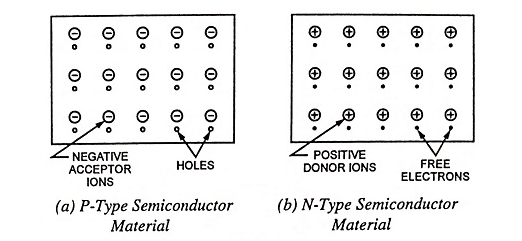 NEGATIVE
ACCEPTOR
IONS
HOLES
(a) P-Type Semiconductor
Material
POSITIVE
DONOR IONS
FREE
ELECTRONS
(b) N-Type Semiconductor
Material